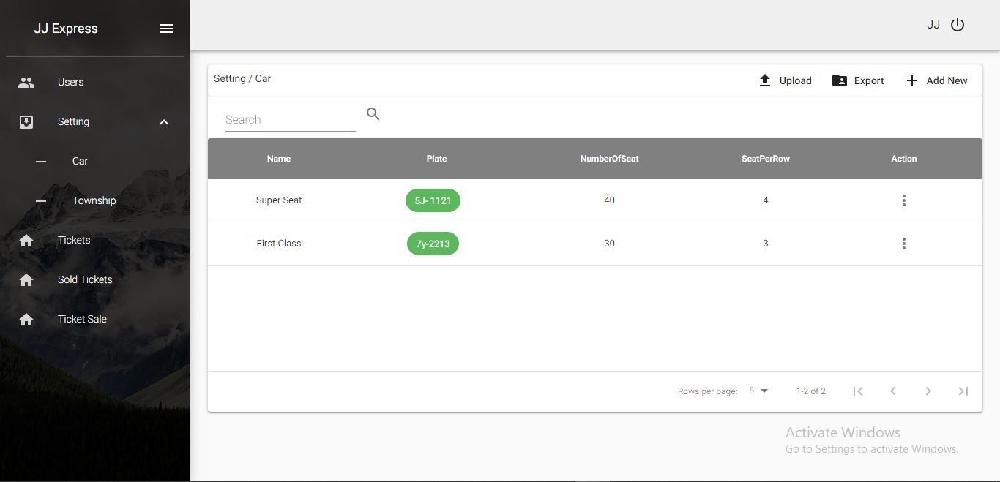 JJ Express
JJ
Users
Setting
Car
Township
Tickets
Sold Tickets
Ticket Sale
Setting / Car
Upload
Export
Add New
Search
Name Plate NumberOfSeat SeatPerRow Action
Super Seat 5J- 1121 40 4
First Class 7y-2213 30 3
Rows per page: 5 1-2 of 2
Activate Windows
Go to Settings to activate Windows.